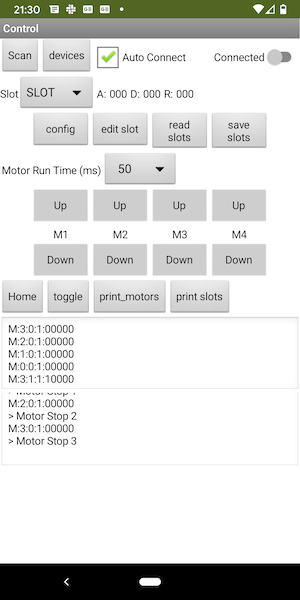 21:30
Control
Scan devices Auto Connect Connected
Slot SLOT A: 000 D: 000 R: 000
config edit slot read slots save slots
Motor Run Time (ms) 50
Up Up Up Up
M1 M2 M3 M4
Down Down Down Down
Home toggle print_motors print slots
M:3:0:1:00000
M:2:0:1:00000
M:1:0:1:00000
M:0:0:1:00000
M:3:1:1:10000
> Motor Stop 1
M:2:0:1:00000
> Motor Stop 2
M:3:0:1:00000
> Motor Stop 3